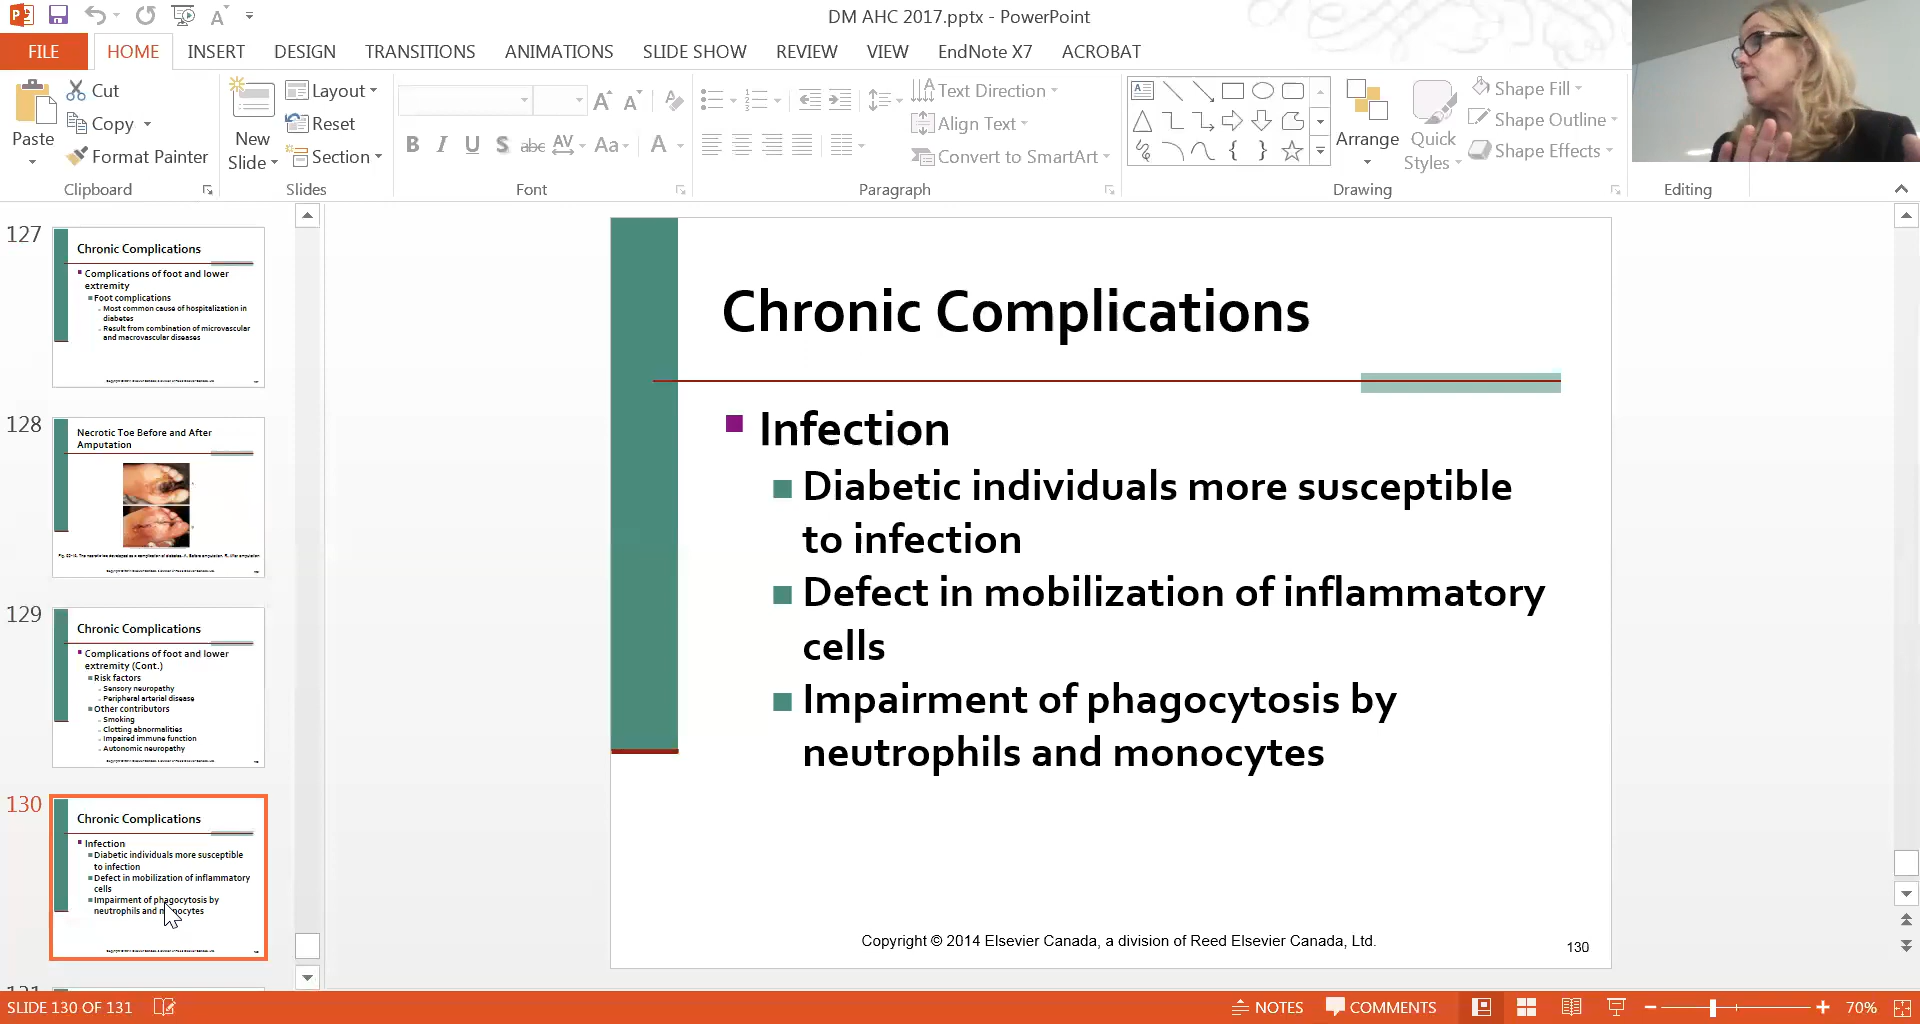 DM AHC 2017.pptx - PowerPoint
FILE
HOME
INSERT
DESIGN
TRANSITIONS
ANIMATIONS
SLIDE SHOW
REVIEW
VIEW
EndNote X7
ACROBAT
Paste
Cut
Copy
Format Painter
Clipboard
New
Slide
Layout
Reset
Section
Slides
B I U S abc AV Aa A
Font
Text Direction
Align Text
Convert to SmartArt
Paragraph
Arrange
Quick
Styles
Shape Fill
Shape Outline
Shape Effects
Drawing
Editing
127
Chronic Complications
Complications of foot and lower
extremity
Foot complications
Most common cause of hospitalization in
diabetes
Result from combination of microvascular
and macrovascular diseases
128
Necrotic Toe Before and After
Amputation
129
Chronic Complications
Complications of foot and lower
extremity (Cont.)
Risk factors
Sensory neuropathy
Peripheral arterial disease
Other contributors
Smoking
Clotting abnormalities
Impaired immune function
Autonomic neuropathy
130
Chronic Complications
Infection
Diabetic individuals more susceptible
to infection
Defect in mobilization of inflammatory
cells
Impairment of phagocytosis by
neutrophils and monocytes
Chronic Complications
Infection
Diabetic individuals more susceptible
to infection
Defect in mobilization of inflammatory
cells
Impairment of phagocytosis by
neutrophils and monocytes
Copyright © 2014 Elsevier Canada, a division of Reed Elsevier Canada, Ltd.
130
SLIDE 130 OF 131
NOTES
COMMENTS
70%